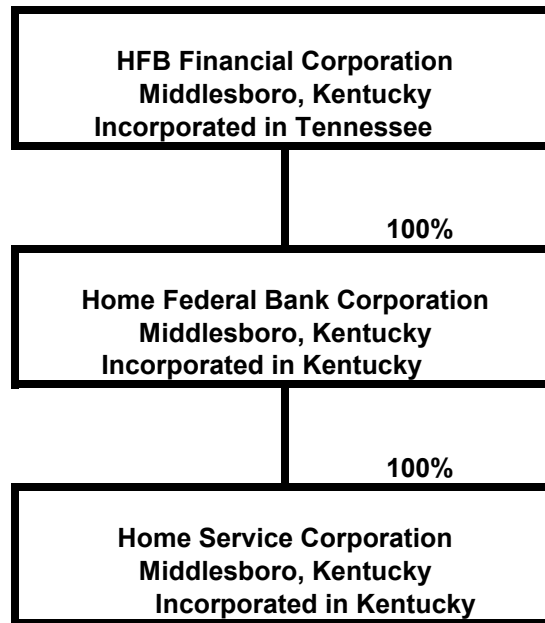 HFB Financial Corporation
Middlesboro, Kentucky
Incorporated in Tennessee
100%
Home Federal Bank Corporation
Middlesboro, Kentucky
Incorporated in Kentucky
100%
Home Service Corporation
Middlesboro, Kentucky
Incorporated in Kentucky